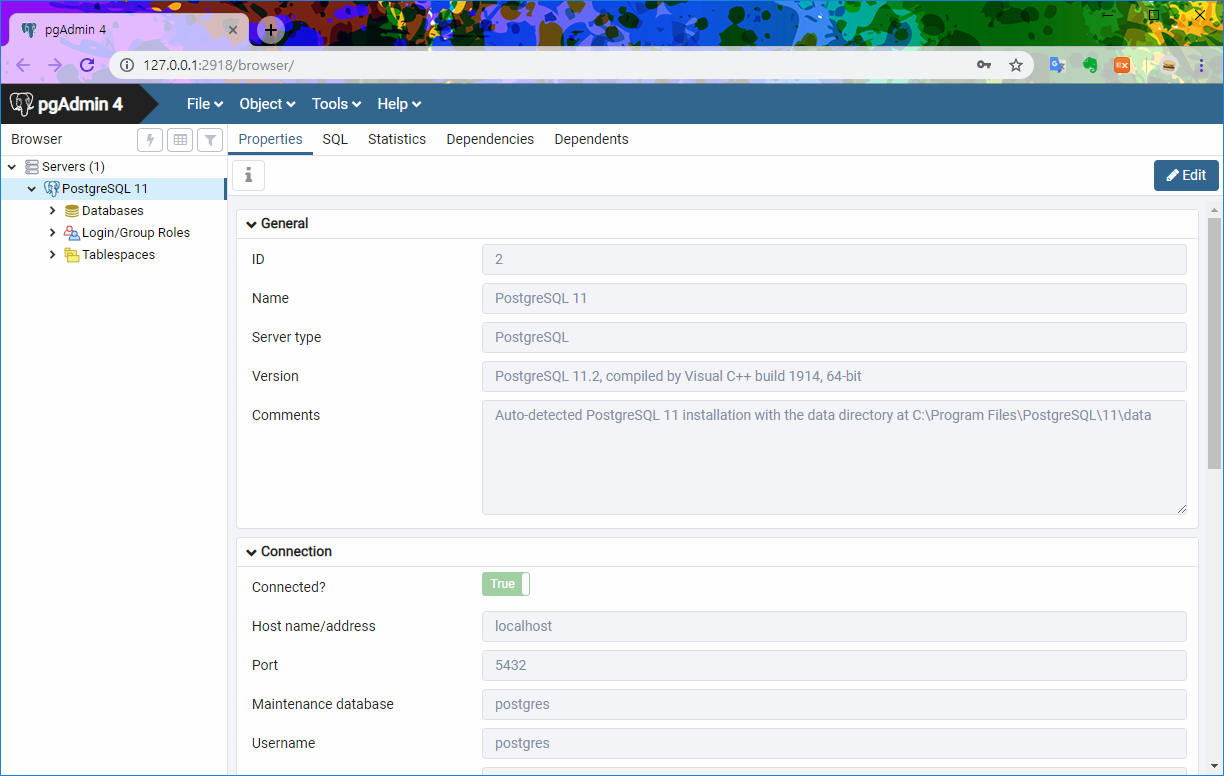 pgAdmin 4
127.0.0.1:2918/browser/
pgAdmin 4 File Object Tools Help
Browser Properties SQL Statistics Dependencies Dependents
Servers (1)
PostgreSQL 11
Databases
Login/Group Roles
Tablespaces
Edit
General
ID 2
Name PostgreSQL 11
Server type PostgreSQL
Version PostgreSQL 11.2, compiled by Visual C++ build 1914, 64-bit
Comments Auto-detected PostgreSQL 11 installation with the data directory at C:\Program Files\PostgreSQL\11\data
Connection
Connected? True
Host name/address localhost
Port 5432
Maintenance database postgres
Username postgres